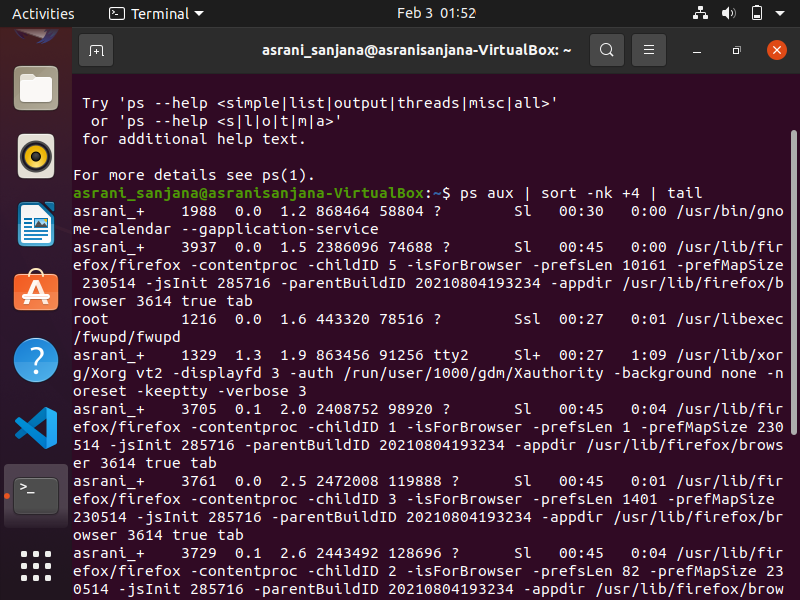 Activities
Terminal
Feb 3 01:52
asrani_sanjana@asranisanjana-VirtualBox: ~
Try 'ps --help <simple|list|output|threads|misc|all>'
or 'ps --help <s|l|o|t|m|a>'
for additional help text.
For more details see ps(1).
asrani_sanjana@asranisanjana-VirtualBox:~$ ps aux | sort -nk +4 | tail
asrani_+    1988  0.0  1.2 868464 58804 ?        Sl   00:30   0:00 /usr/bin/gno
me-calendar --gapplication-service
asrani_+    3937  0.0  1.5 2386096 74688 ?       Sl   00:45   0:00 /usr/lib/fir
efox/firefox -contentproc -childID 5 -isForBrowser -prefsLen 10161 -prefMapSize
230514 -jsInit 285716 -parentBuildID 20210804193234 -appdir /usr/lib/firefox/b
rowser 3614 true tab
root        1216  0.0  1.6 443320 78516 ?        Ssl  00:27   0:01 /usr/libexec
/fwupd/fwupd
asrani_+    1329  1.3  1.9 863456 91256 tty2     Sl+  00:27   1:09 /usr/lib/xor
g/Xorg vt2 -displayfd 3 -auth /run/user/1000/gdm/Xauthority -background none -n
oreset -keeptty -verbose 3
asrani_+    3705  0.1  2.0 2408752 98920 ?       Sl   00:45   0:04 /usr/lib/fir
efox/firefox -contentproc -childID 1 -isForBrowser -prefsLen 1 -prefMapSize 230
514 -jsInit 285716 -parentBuildID 20210804193234 -appdir /usr/lib/firefox/brows
er 3614 true tab
asrani_+    3761  0.0  2.5 2472008 119888 ?      Sl   00:45   0:01 /usr/lib/fir
efox/firefox -contentproc -childID 3 -isForBrowser -prefsLen 1401 -prefMapSize
230514 -jsInit 285716 -parentBuildID 20210804193234 -appdir /usr/lib/firefox/br
owser 3614 true tab
asrani_+    3729  0.1  2.6 2443492 128696 ?      Sl   00:45   0:04 /usr/lib/fir
efox/firefox -contentproc -childID 2 -isForBrowser -prefsLen 82 -prefMapSize 23
0514 -jsInit 285716 -parentBuildID 20210804193234 -appdir /usr/lib/firefox/brow